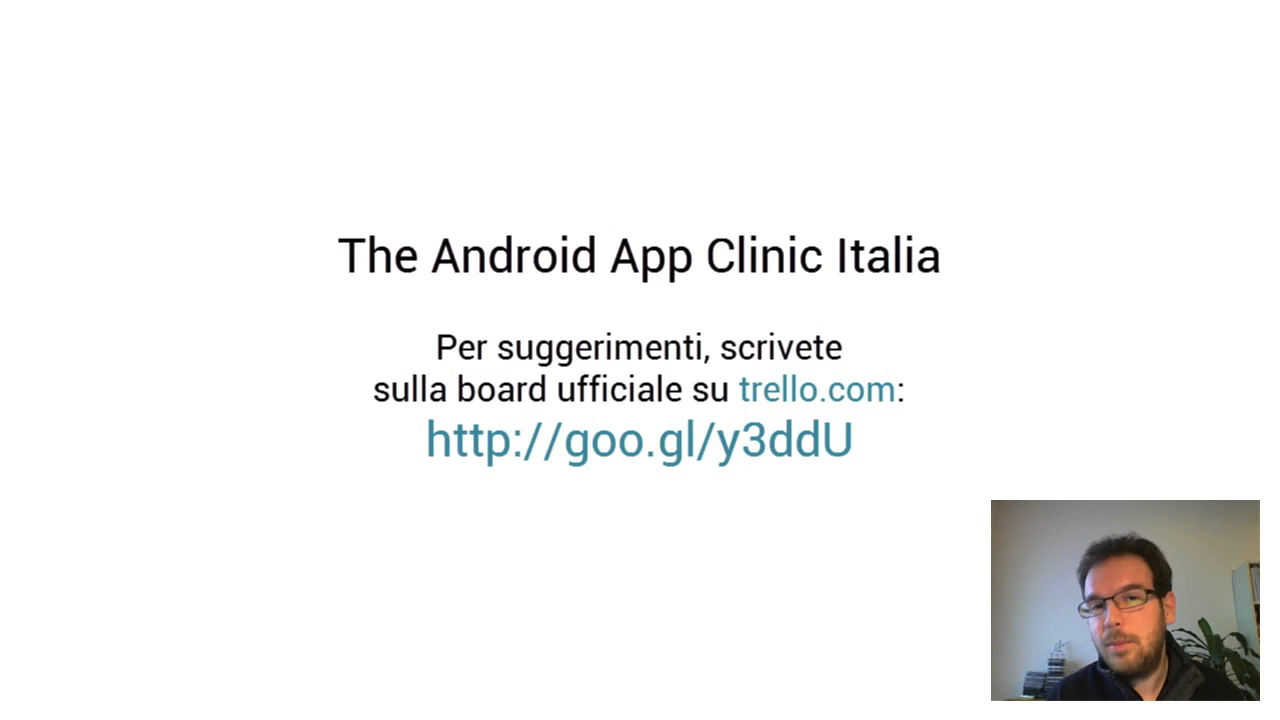 The Android App Clinic Italia
Per suggerimenti, scrivete
sulla board ufficiale su trello.com:
http://goo.gl/y3ddU